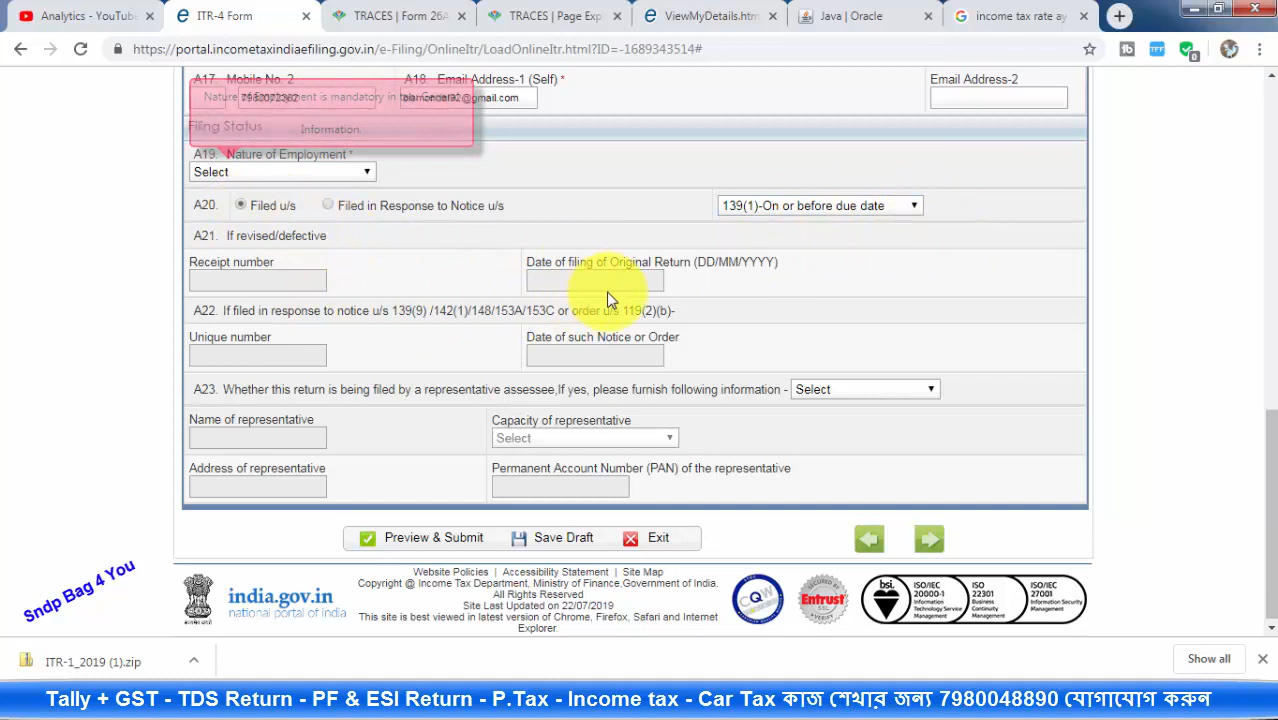 Analytics - YouTub
ITR-4 Form
TRACES | Form 26A
TRACES | Page Exp
ViewMyDetails.htm
Java | Oracle
income tax rate ay
https://portal.incometaxindiaefiling.gov.in/e-Filing/OnlineItr/LoadOnlineItr.html?ID=-1689343514#
A17. Mobile No. 2
A18. Email Address-1 (Self) *
Email Address-2
Information.
Filing Status
A19. Nature of Employment *
Select
A20. Filed u/s Filed in Response to Notice u/s
139(1)-On or before due date
A21. If revised/defective
Receipt number
Date of filing of Original Return (DD/MM/YYYY)
A22. If filed in response to notice u/s 139(9) /142(1)/148/153A/153C or order u/s 119(2)(b)-
Unique number
Date of such Notice or Order
A23. Whether this return is being filed by a representative assessee,If yes, please furnish following information -
Select
Name of representative
Capacity of representative
Select
Address of representative
Permanent Account Number (PAN) of the representative
Preview & Submit
Save Draft
Exit
Website Policies | Accessibility Statement | Site Map
Copyright @ Income Tax Department, Ministry of Finance,Government of India.
All Rights Reserved
Site Last Updated on 22/07/2019
This site is best viewed in latest version of Chrome, Firefox, Safari and Internet
Explorer.
india.gov.in
national portal of India
CQW
SECURED BY
Entrust
SSL
bsi.
ISO/IEC
20000-1
Information Technology
Service
Management
ISO
22301
Business
Continuity
Management
ISO/IEC
27001
Information Security
Management
Sndp Bag 4 You
ITR-1_2019 (1).zip
Show all
Tally + GST - TDS Return - PF & ESI Return - P.Tax - Income tax - Car Tax কাজ শেখার জন্য 7980048890 যোগাযোগ করুন